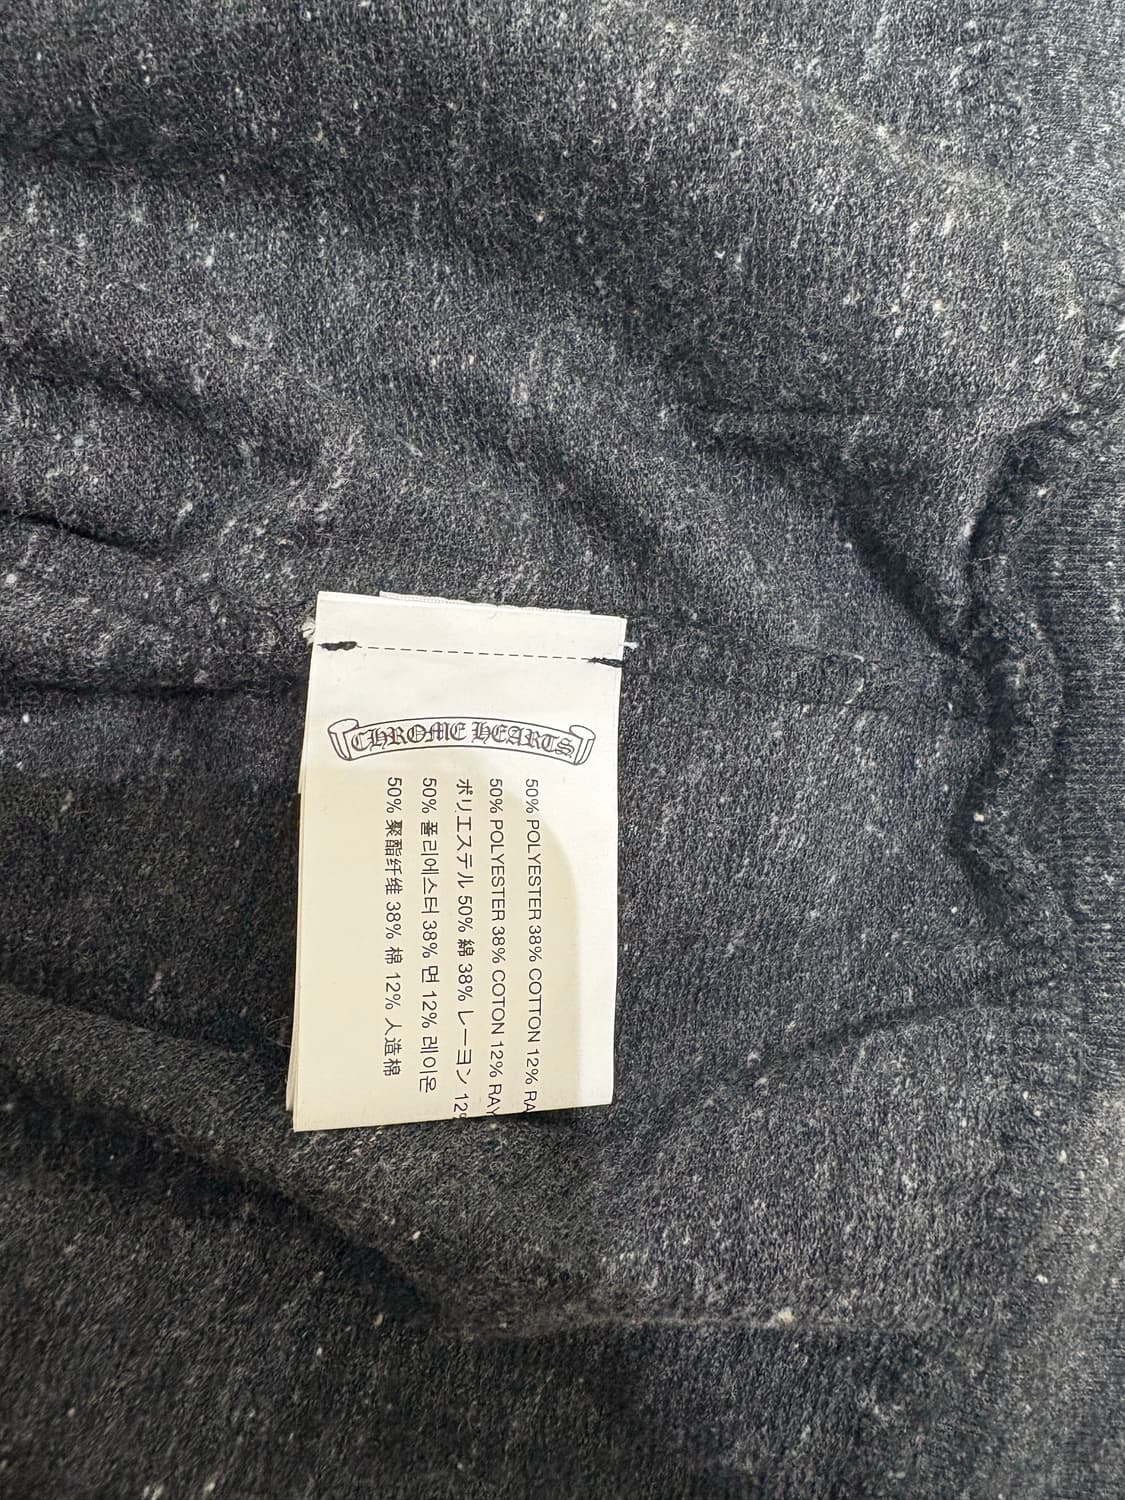 CHROME HEARTS
50% POLYESTER 38% COTTON 12% RA
50% POLYESTER 38% COTON 12% RAY
ポリエステル 50% 綿 38% レーヨン 12%
50% 폴리에스터 38% 면 12% 레이온
50% 聚酯纤维 38% 棉 12% 人造棉